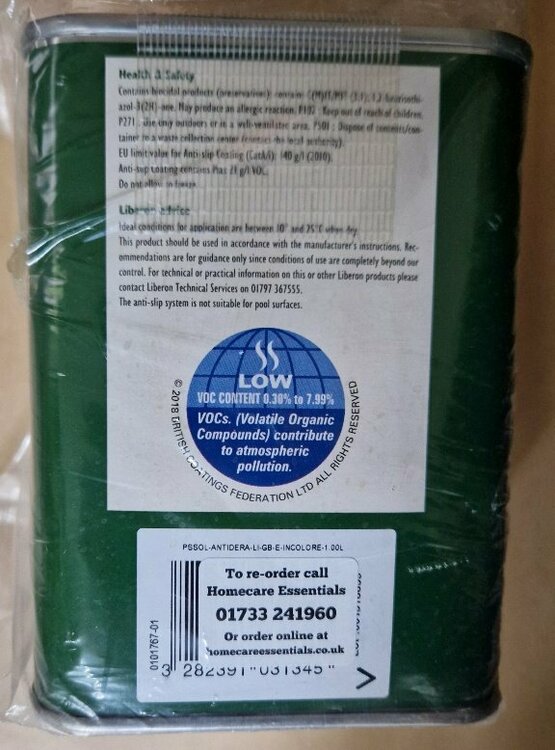 Health & Safety
Contains biocidal products (preservatives): contains C(M)IT/MIT (3:1), 1,2-benzisothi-
azol-3(2H)-one. May produce an allergic reaction. P102 : Keep out of reach of children.
P271 : Use only outdoors or in a well-ventilated area. P501 : Dispose of contents/con-
tainer to a waste collection center (contact the local authority).
EU limit value for Anti-slip Coating (CatA/i): 140 g/l (2010).
Anti-slip Coating contains Max 21 g/l VOC.
Do not allow to freeze.
Liberon advice
Ideal conditions for application are between 10° and 25°C when dry.
This product should be used in accordance with the manufacturer's instructions. Rec-
ommendations are for guidance only since conditions of use are completely beyond our
control. For technical or practical information on this or other Liberon products please
contact Liberon Technical Services on 01797 367555.
The anti-slip system is not suitable for pool surfaces.
LOW
VOC CONTENT 0.30% to 7.99%
VOCs. (Volatile Organic
Compounds) contribute
to atmospheric
pollution.
© 2018 BRITISH COATINGS FEDERATION LTD ALL RIGHTS RESERVED
PSSOL-ANTIDERA-LI-GB-E-INCOLORE-1.00L
0101767-01
To re-order call
Homecare Essentials
01733 241960
Or order online at
homecareessentials.co.uk
3 282391 031345 >